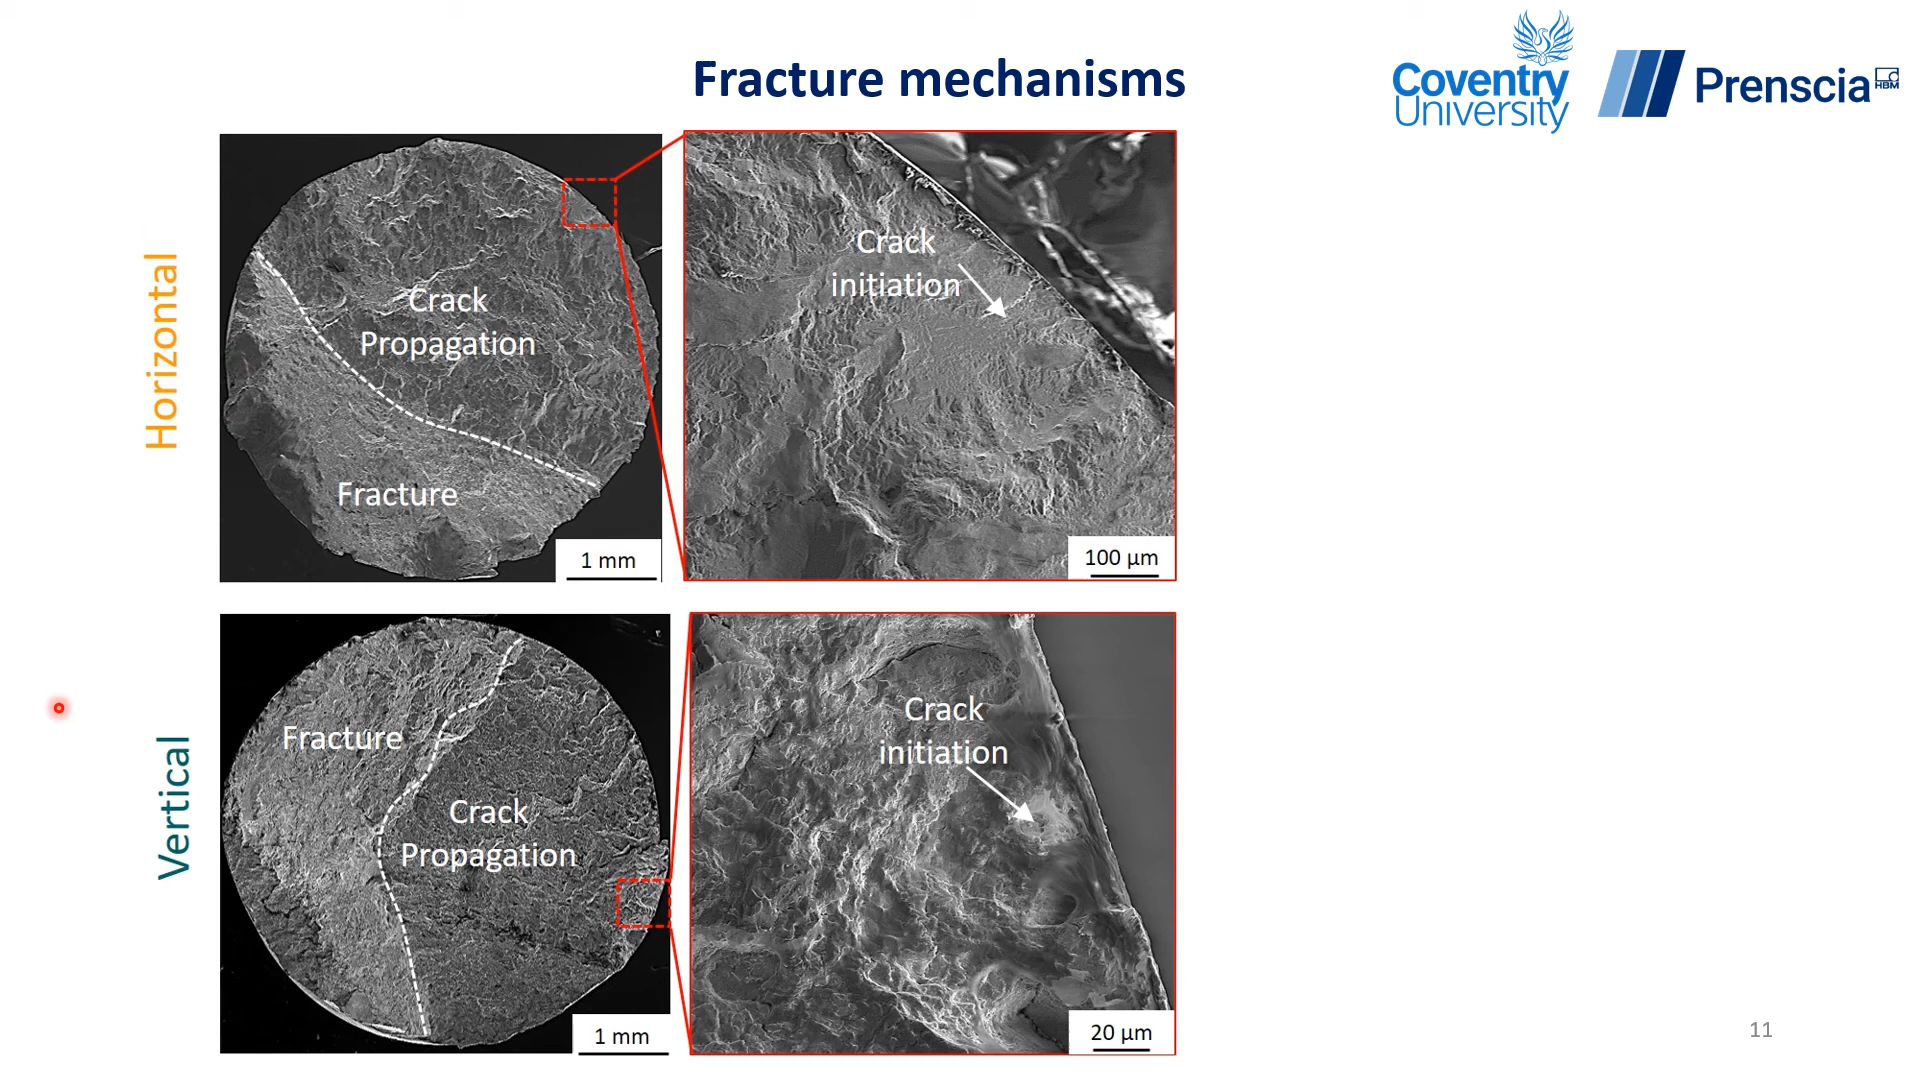 Fracture mechanisms
Coventry
University
Prenscia
HBM
Horizontal
Crack
Propagation
Fracture
1 mm
Crack
initiation
100 µm
Vertical
Fracture
Crack
Propagation
1 mm
Crack
initiation
20 µm
11